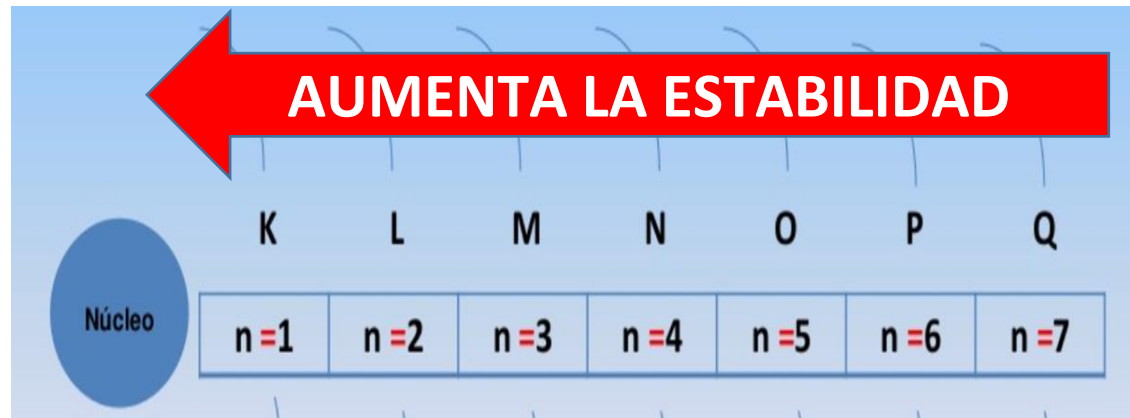 AUMENTA LA ESTABILIDAD
K L M N O P Q
Núcleo
n =1 n =2 n =3 n =4 n =5 n =6 n =7